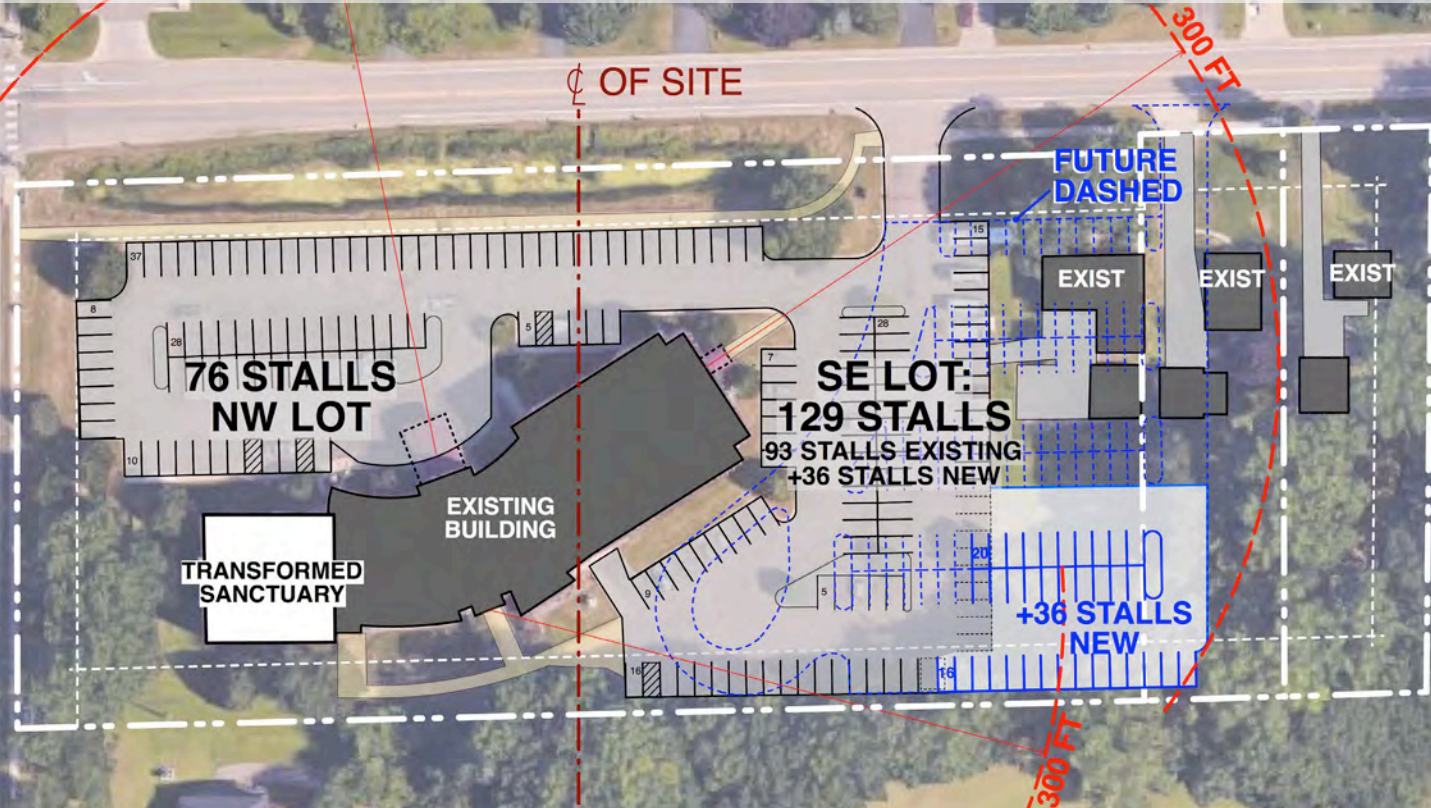 300 FT
℄ OF SITE
FUTURE
DASHED
15
37
EXIST
EXIST
EXIST
8
28
5
28
7
76 STALLS
NW LOT
SE LOT:
129 STALLS
93 STALLS EXISTING
+36 STALLS NEW
10
EXISTING
BUILDING
20
TRANSFORMED
SANCTUARY
9
5
+36 STALLS
NEW
16
16
300 FT